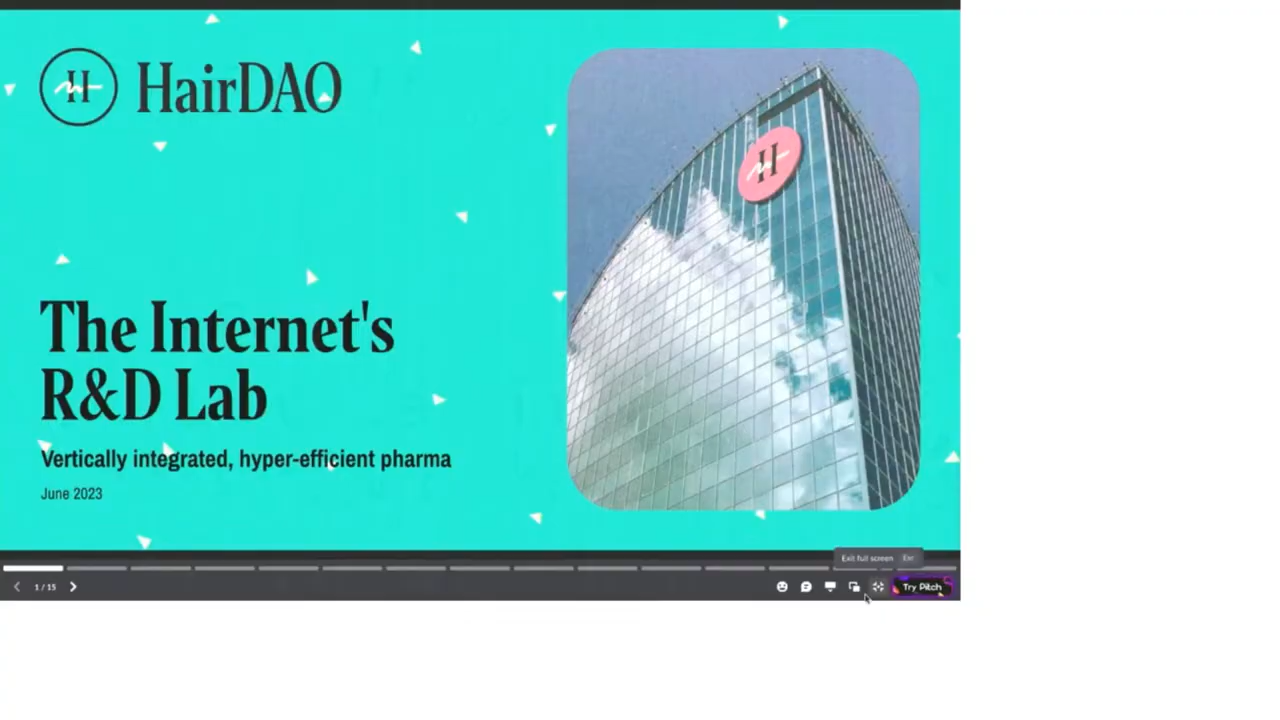 H HairDAO
H
The Internet's
R&D Lab
Vertically integrated, hyper-efficient pharma
June 2023
Exit full screen Esc
1 / 15
Try Pitch